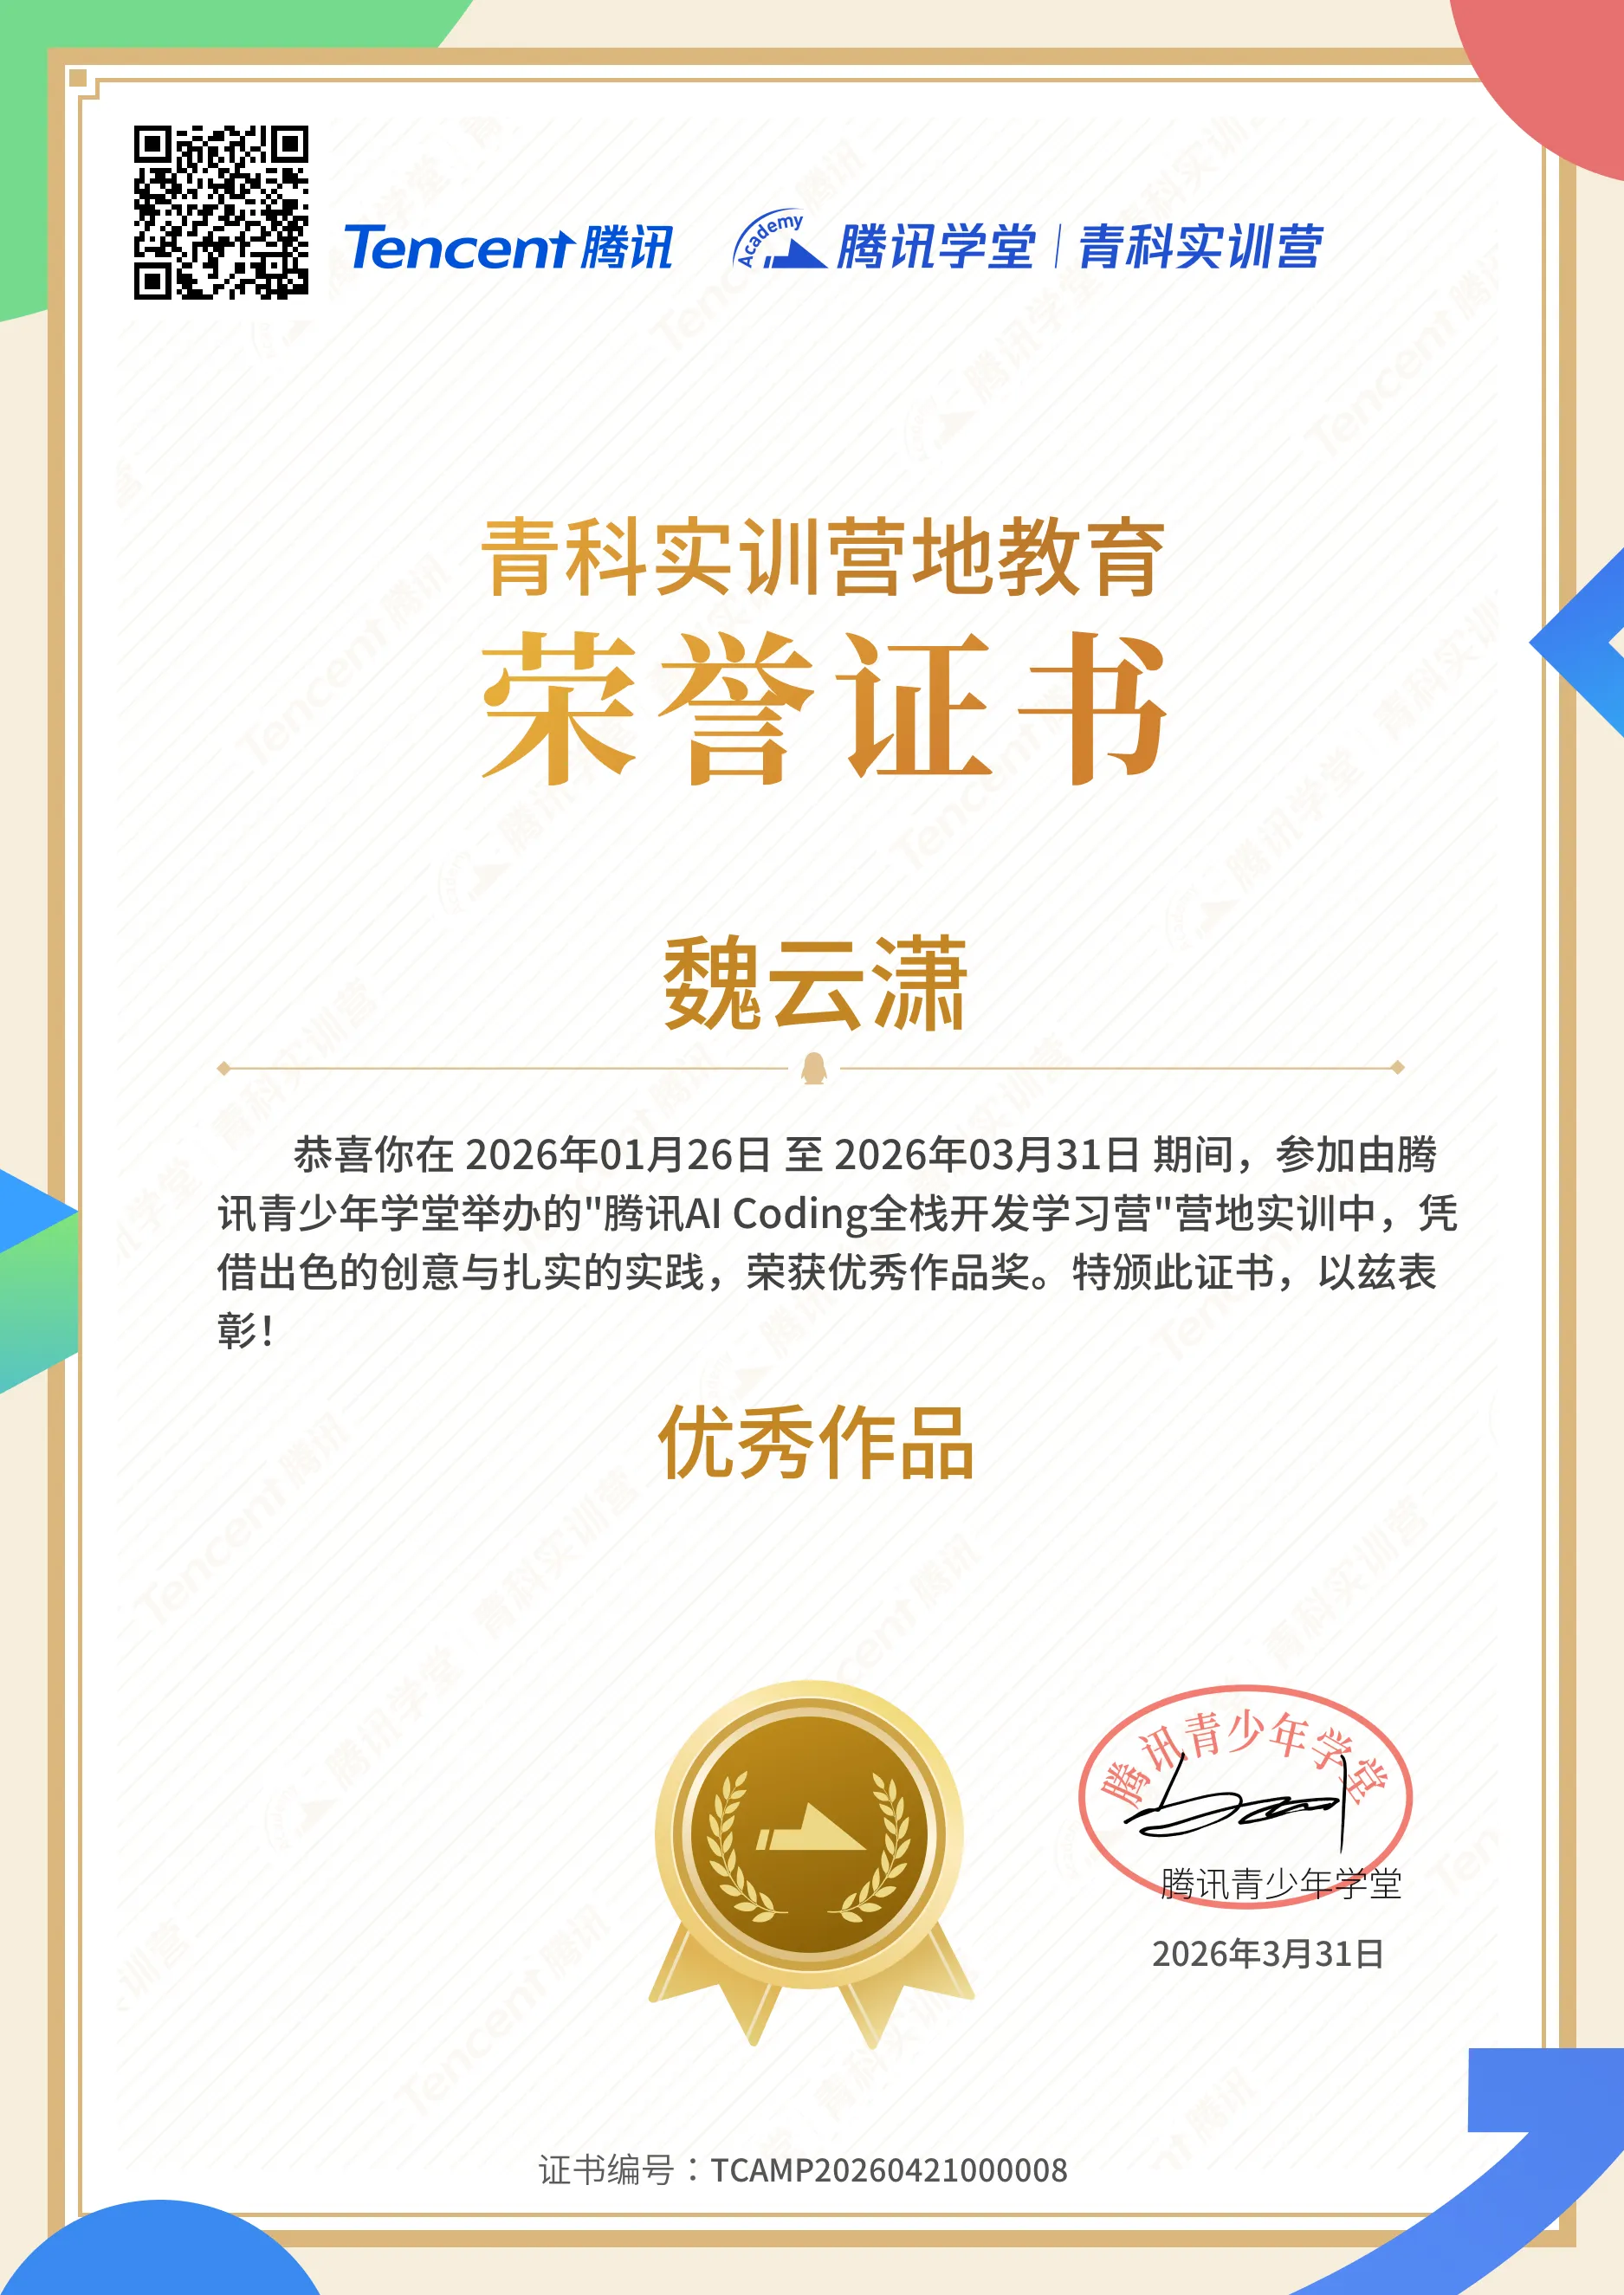 Tencent 腾讯
Academy 腾讯学堂 | 青科实训营
青科实训营地教育
荣誉证书
魏云潇
恭喜你在 2026年01月26日 至 2026年03月31日 期间，参加由腾
讯青少年学堂举办的"腾讯AI Coding全栈开发学习营"营地实训中，凭
借出色的创意与扎实的实践，荣获优秀作品奖。特颁此证书，以兹表
彰！
优秀作品
腾讯青少年学堂
腾讯青少年学堂
2026年3月31日
证书编号：TCAMP20260421000008